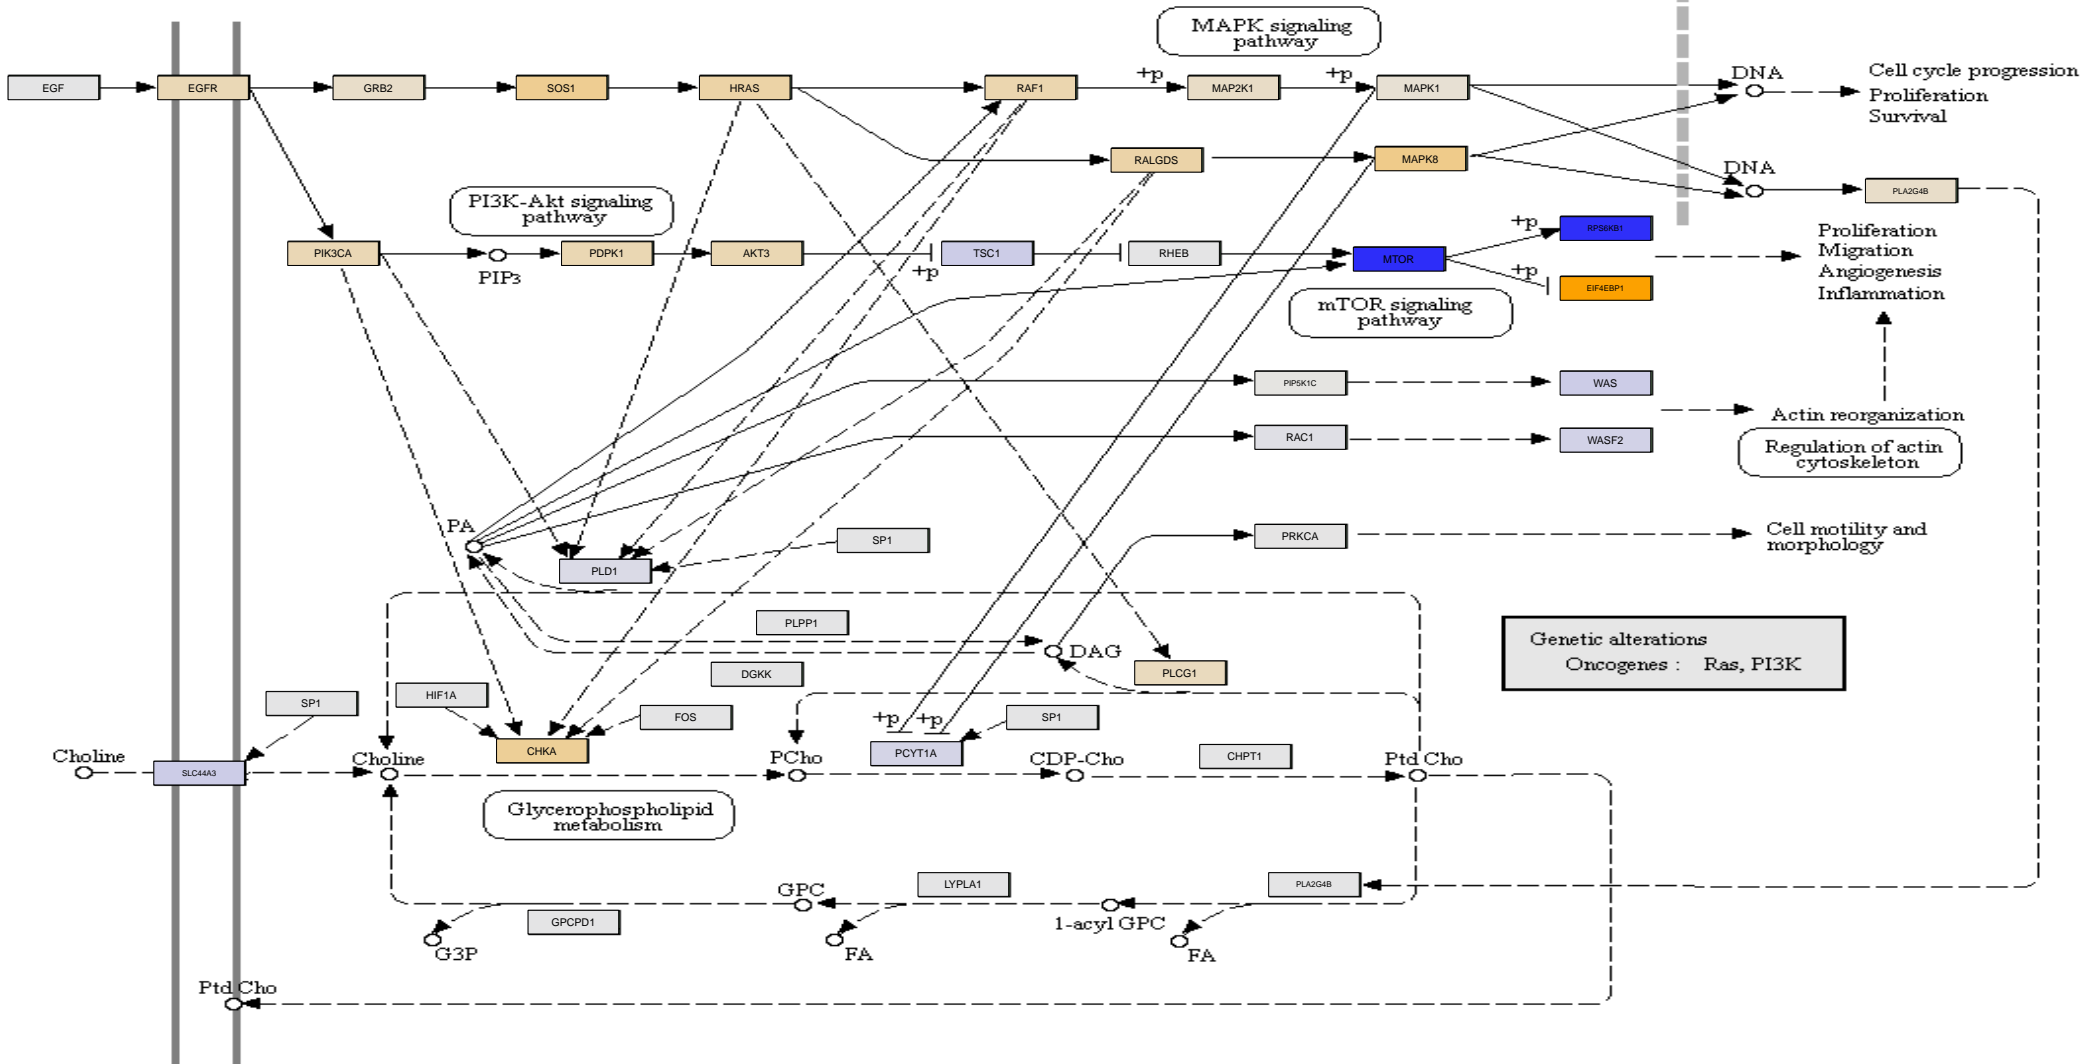 MAPK signaling
pathway
EGF
EGFR
GRB2
SOS1
HRAS
RAF1
+p
MAP2K1
+p
MAPK1
DNA
Cell cycle progression
Proliferation
Survival
RALGDS
MAPK8
DNA
PLA2G4B
PI3K-Akt signaling
pathway
PIK3CA
PIP3
PDPK1
AKT3
+p
TSC1
RHEB
MTOR
+p
RPS6KB1
+p
EIF4EBP1
Proliferation
Migration
Angiogenesis
Inflammation
mTOR signaling
pathway
PIP5K1C
WAS
RAC1
WASF2
Actin reorganization
Regulation of actin
cytoskeleton
PA
PLD1
SP1
PRKCA
Cell motility and
morphology
PLPP1
DAG
DGKK
PLCG1
Genetic alterations
Oncogenes : Ras, PI3K
SP1
HIF1A
FOS
CHKA
+p
+p
SP1
PCYT1A
Choline
SLC44A3
Choline
PCho
CDP-Cho
CHPT1
Ptd Cho
Glycerophospholipid
metabolism
GPC
LYPLA1
PLA2G4B
GPCPD1
1-acyl GPC
G3P
FA
FA
Ptd Cho